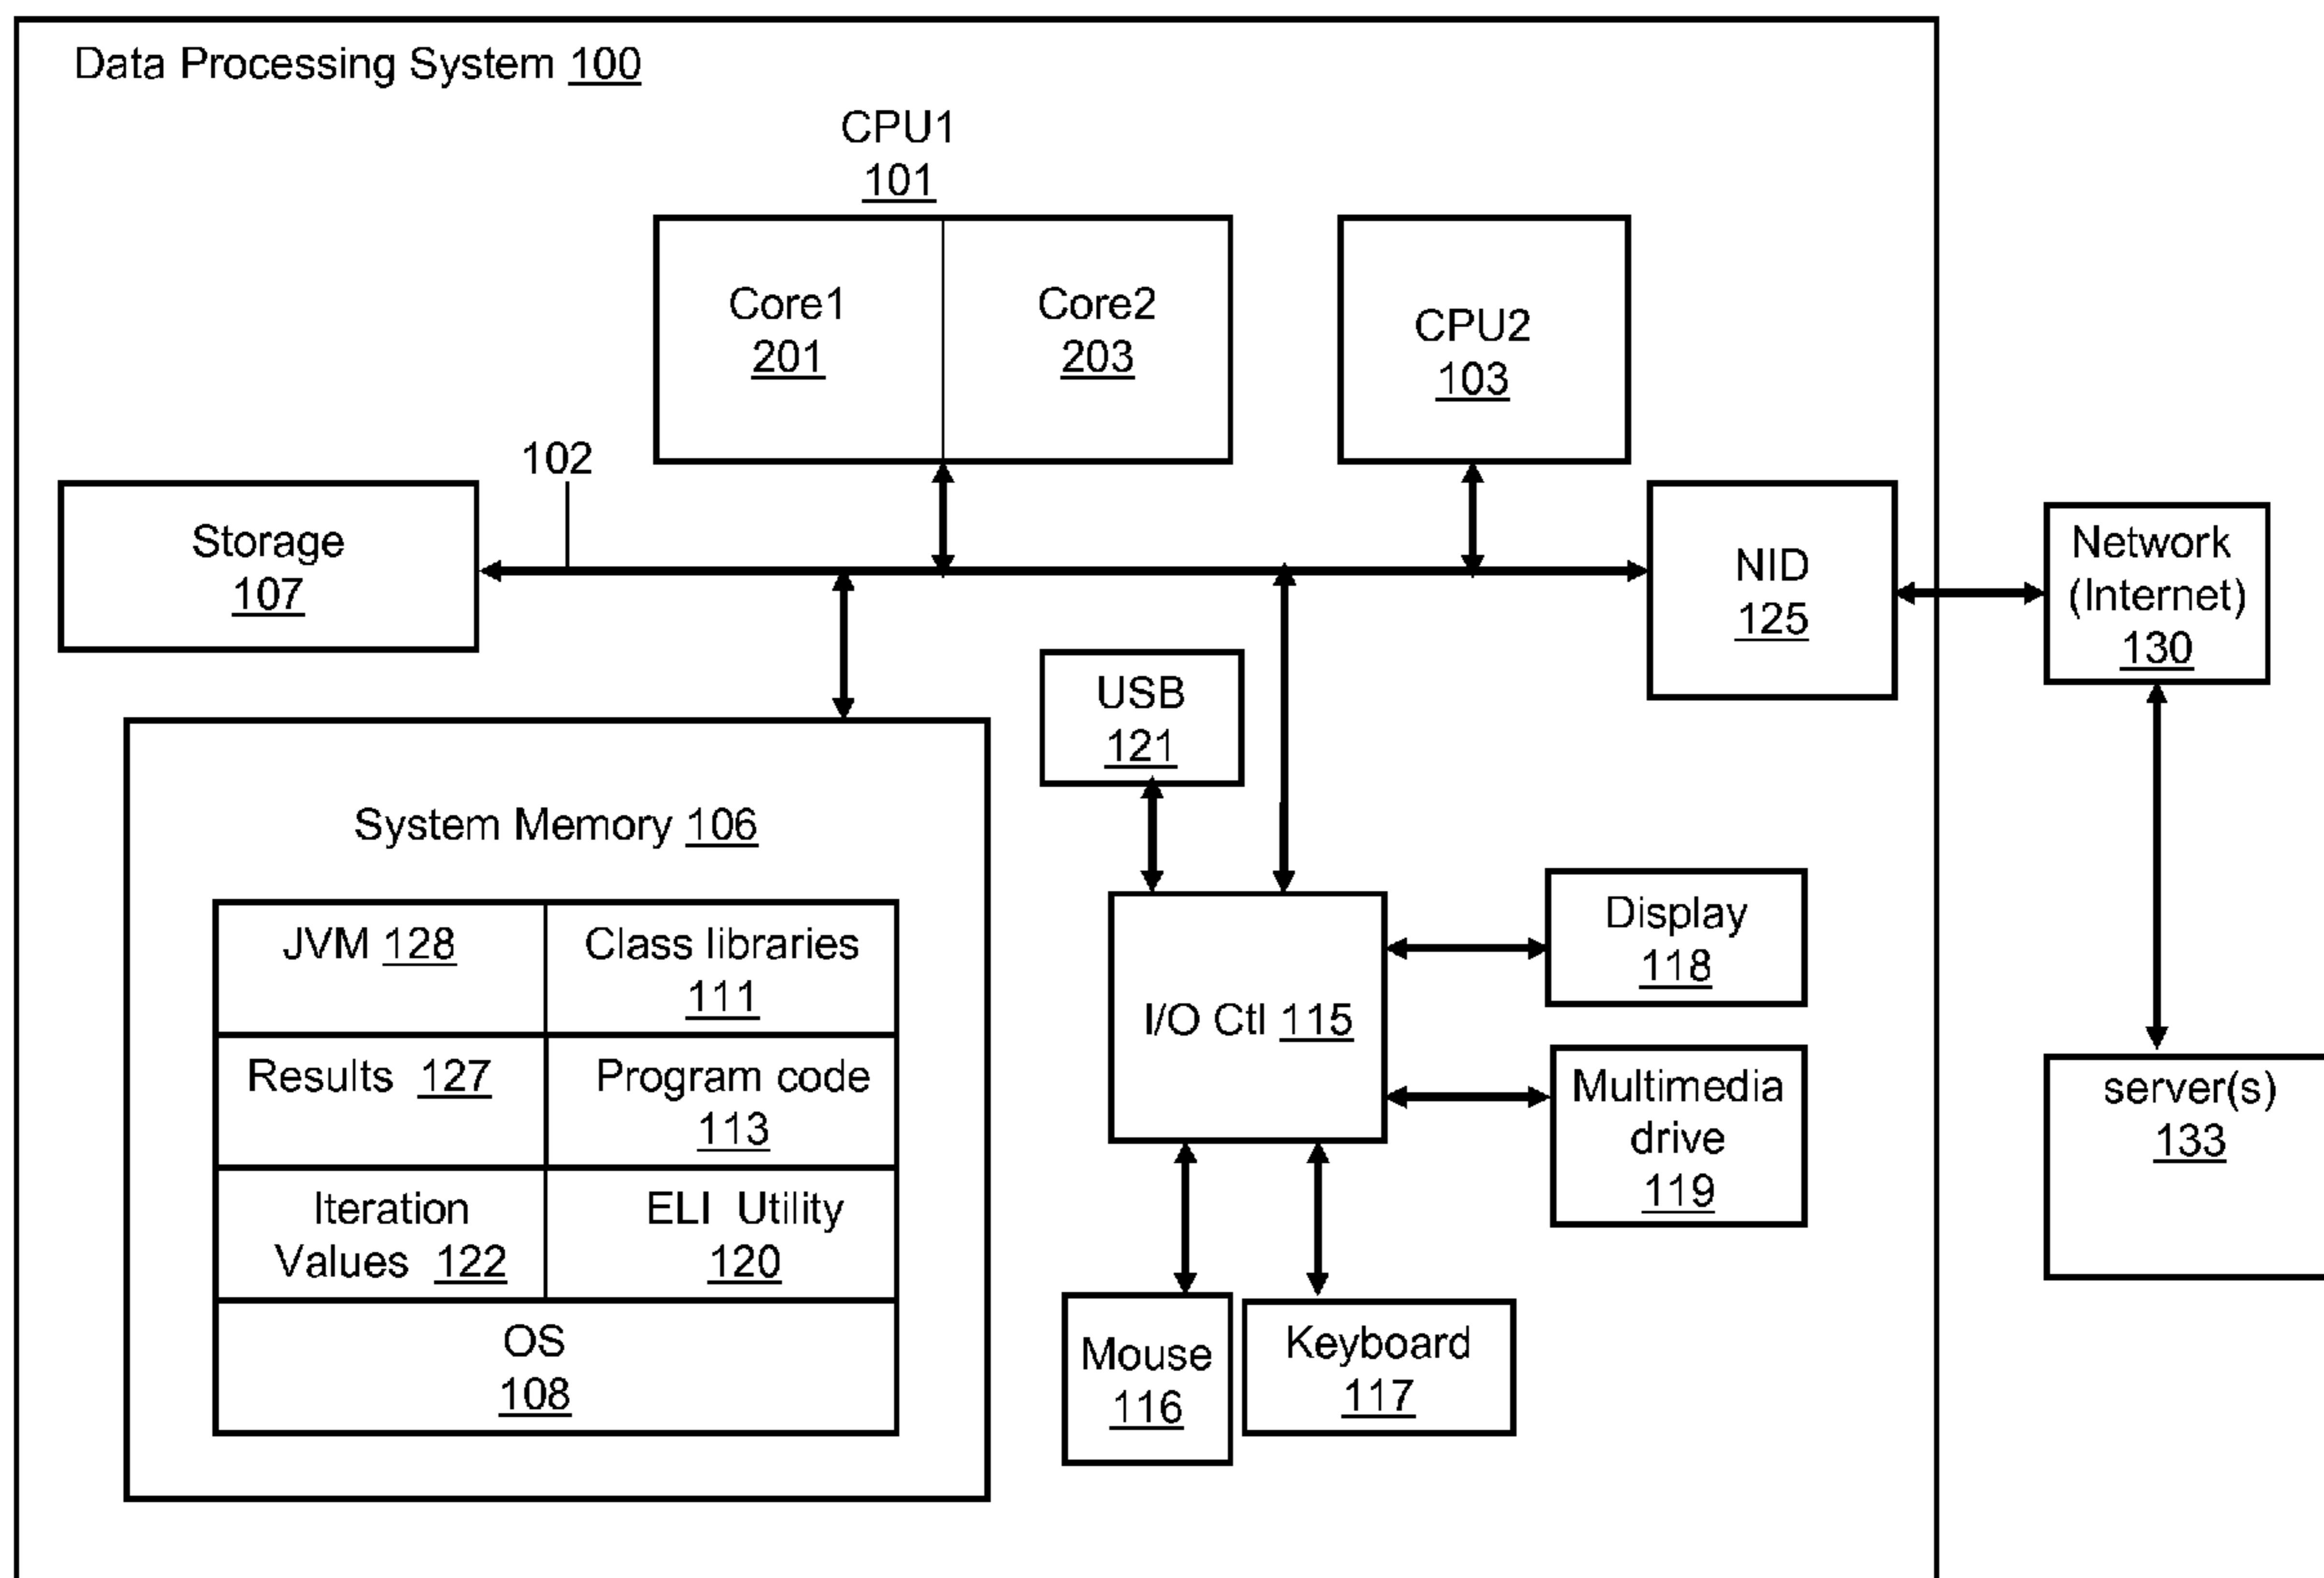 Data Processing System 100
CPU1
101
Core1
201
Core2
203
CPU2
103
102
Storage
107
NID
125
Network
(Internet)
130
USB
121
System Memory 106
JVM 128
Class libraries
111
Results 127
Program code
113
Iteration
Values 122
ELI Utility
120
OS
108
I/O Ctl 115
Display
118
Multimedia
drive
119
server(s)
133
Mouse
116
Keyboard
117